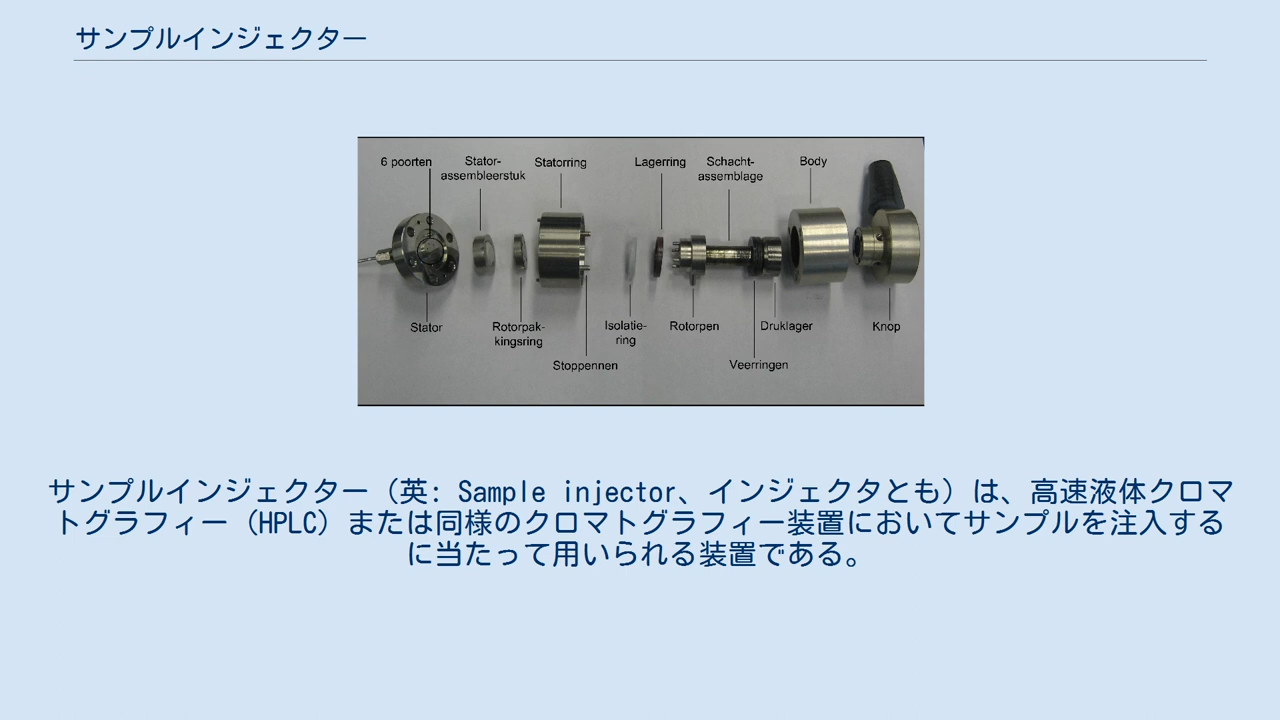 サンプルインジェクター
6 poorten
Stator-
assembleerstuk
Statorring
Lagerring
Schacht-
assemblage
Body
Stator
Rotorpak-
kingsring
Stoppennen
Isolatie-
ring
Rotorpen
Veerringen
Druklager
Knop
サンプルインジェクター（英: Sample injector、インジェクタとも）は、高速液体クロマ
トグラフィー（HPLC）または同様のクロマトグラフィー装置においてサンプルを注入する
に当たって用いられる装置である。